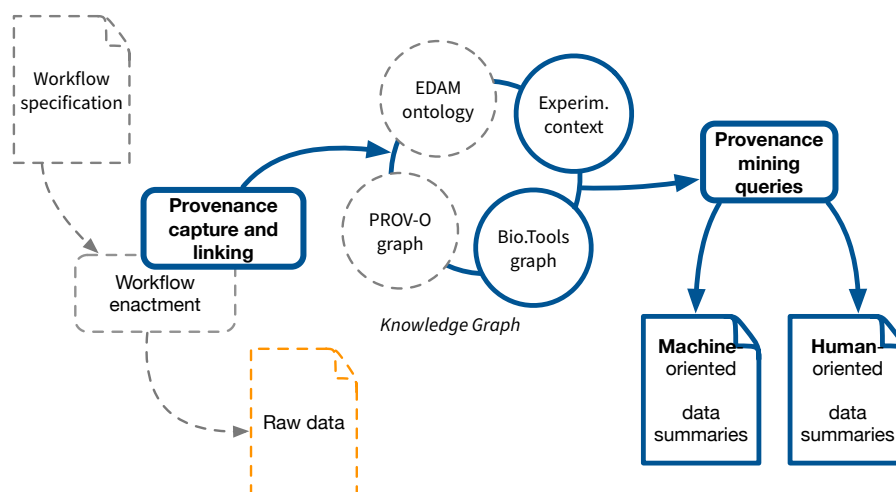 Workflow
specification
Provenance
capture and
linking
Workflow
enactment
Raw data
EDAM
ontology
Experim.
context
PROV-O
graph
Bio.Tools
graph
Knowledge Graph
Provenance
mining
queries
Machine-
oriented
data
summaries
Human-
oriented
data
summaries